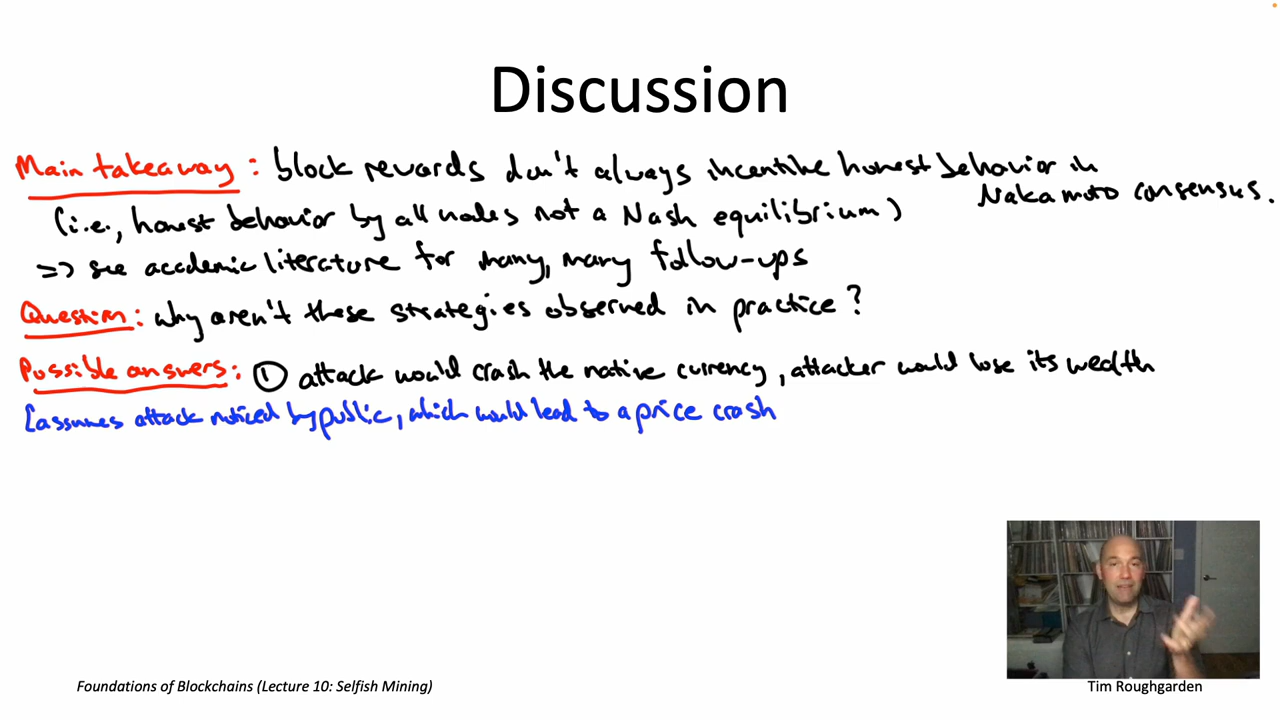 Discussion
Main takeaway: block rewards don't always incentive honest behavior in
Nakamoto consensus.
(i.e., honest behavior by all nodes not a Nash equilibrium)
=> see academic literature for many, many follow-ups
Question: why aren't these strategies observed in practice?
Possible answers: ① attack would crash the native currency, attacker would lose its wealth
[assumes attack noticed by public, which would lead to a price crash
Foundations of Blockchains (Lecture 10: Selfish Mining)
Tim Roughgarden